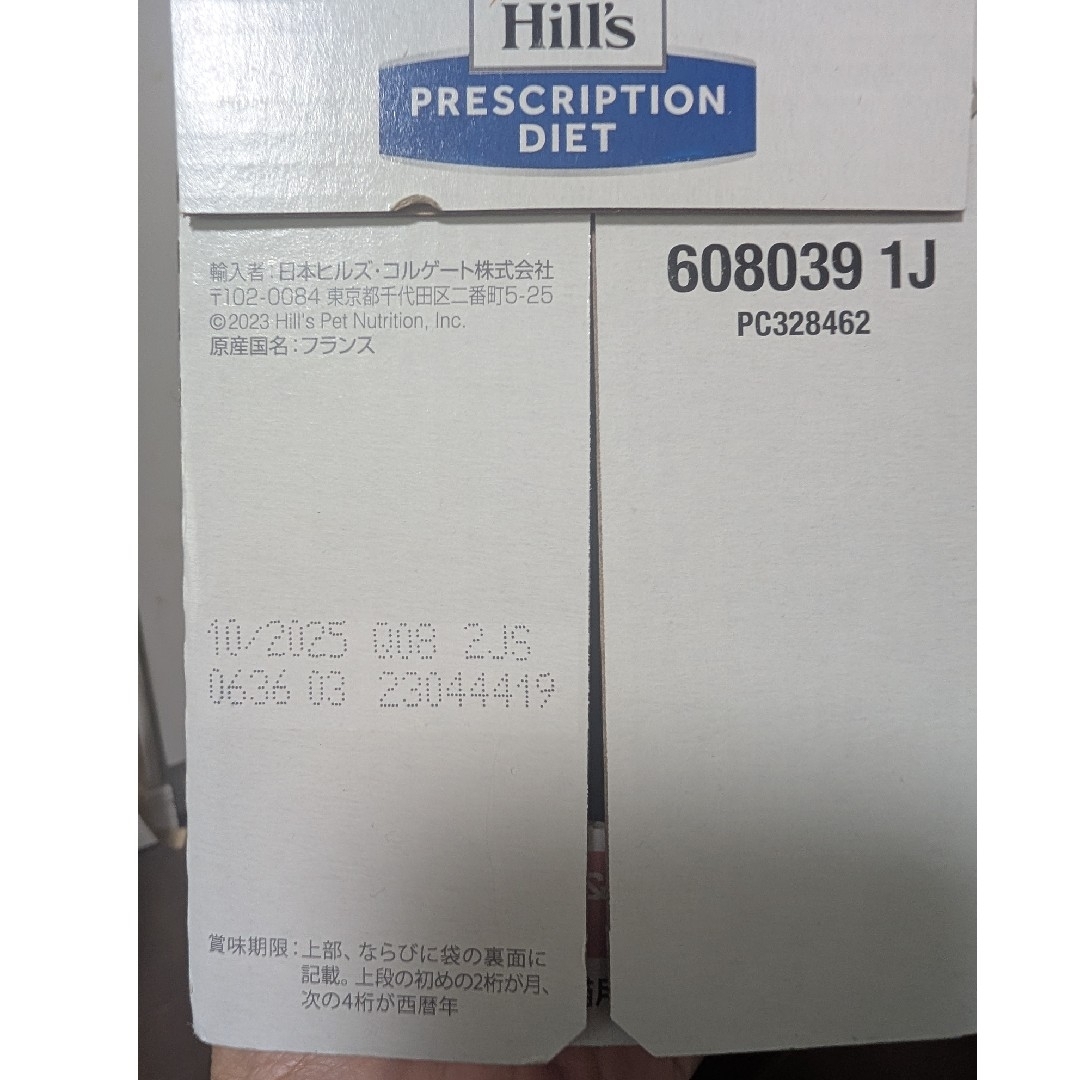 Hill's
PRESCRIPTION
DIET
輸入者:日本ヒルズ・コルゲート株式会社
〒102-0084 東京都千代田区二番町5-25
©2023 Hill's Pet Nutrition, Inc.
原産国名:フランス
608039 1J
PC328462
10/2025 Q08 2JS
0636 03 23044419
賞味期限:上部、ならびに袋の裏面に
記載。上段の初めの2桁が月、
次の4桁が西暦年